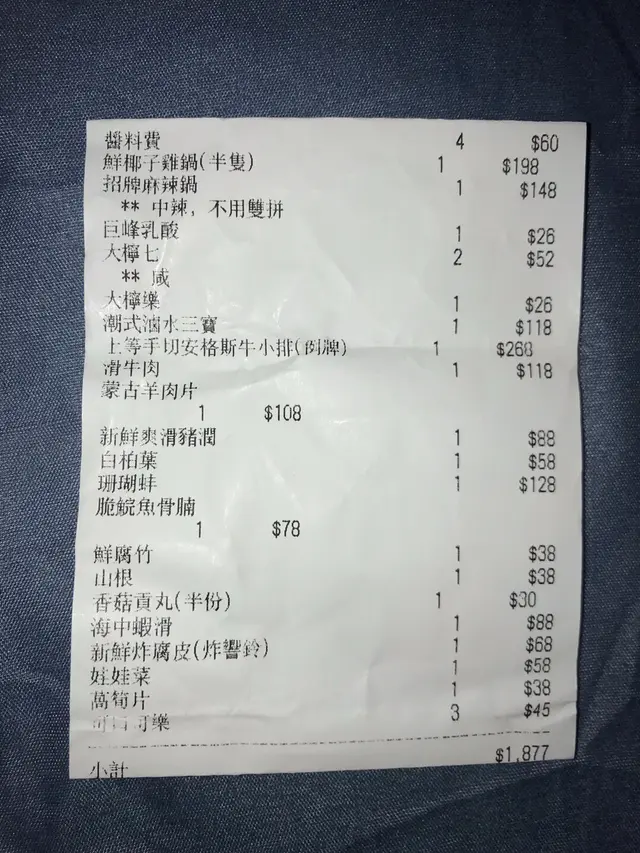 醬料費 4 $60
鮮椰子雞鍋(半隻) 1 $198
招牌麻辣鍋 1 $148
** 中辣, 不用雙拼
巨峰乳酸 1 $26
大檸七 2 $52
** 咸
大檸樂 1 $26
潮式滷水三寶 1 $118
上等手切安格斯牛小排(例牌) 1 $268
滑牛肉 1 $118
蒙古羊肉片
1 $108
新鮮爽滑豬潤 1 $88
白柏葉 1 $58
珊瑚蚌 1 $128
脆鯇魚骨腩
1 $78
鮮腐竹 1 $38
山根 1 $38
香菇貢丸(半份) 1 $30
海中蝦滑 1 $88
新鮮炸腐皮(炸響鈴) 1 $68
娃娃菜 1 $58
萵筍片 1 $38
可口可樂 3 $45
小計 $1,877